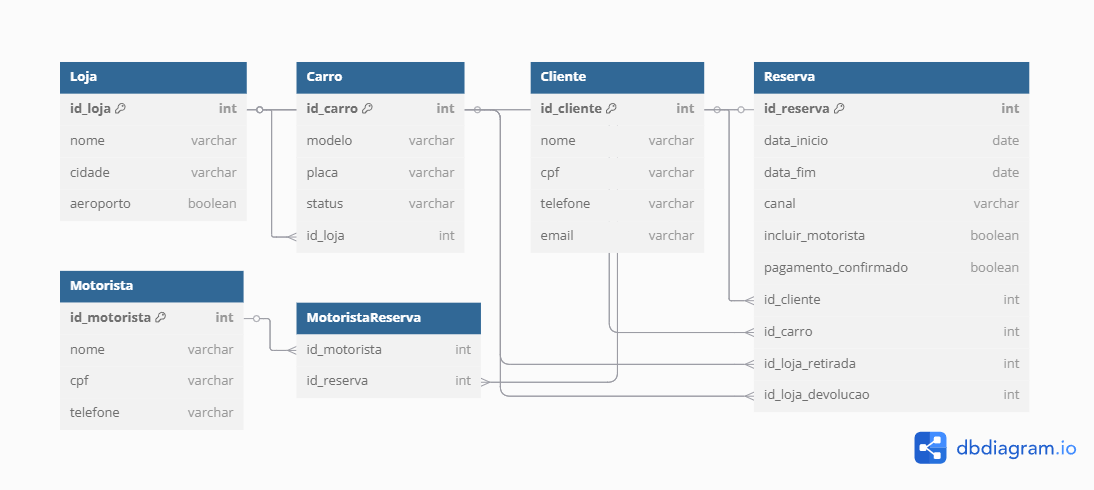 Loja
id_loja int
nome varchar
cidade varchar
aeroporto boolean
Carro
id_carro int
modelo varchar
placa varchar
status varchar
id_loja int
Cliente
id_cliente int
nome varchar
cpf varchar
telefone varchar
email varchar
Reserva
id_reserva int
data_inicio date
data_fim date
canal varchar
incluir_motorista boolean
pagamento_confirmado boolean
id_cliente int
id_carro int
id_loja_retirada int
id_loja_devolucao int
Motorista
id_motorista int
nome varchar
cpf varchar
telefone varchar
MotoristaReserva
id_motorista int
id_reserva int
dbdiagram.io